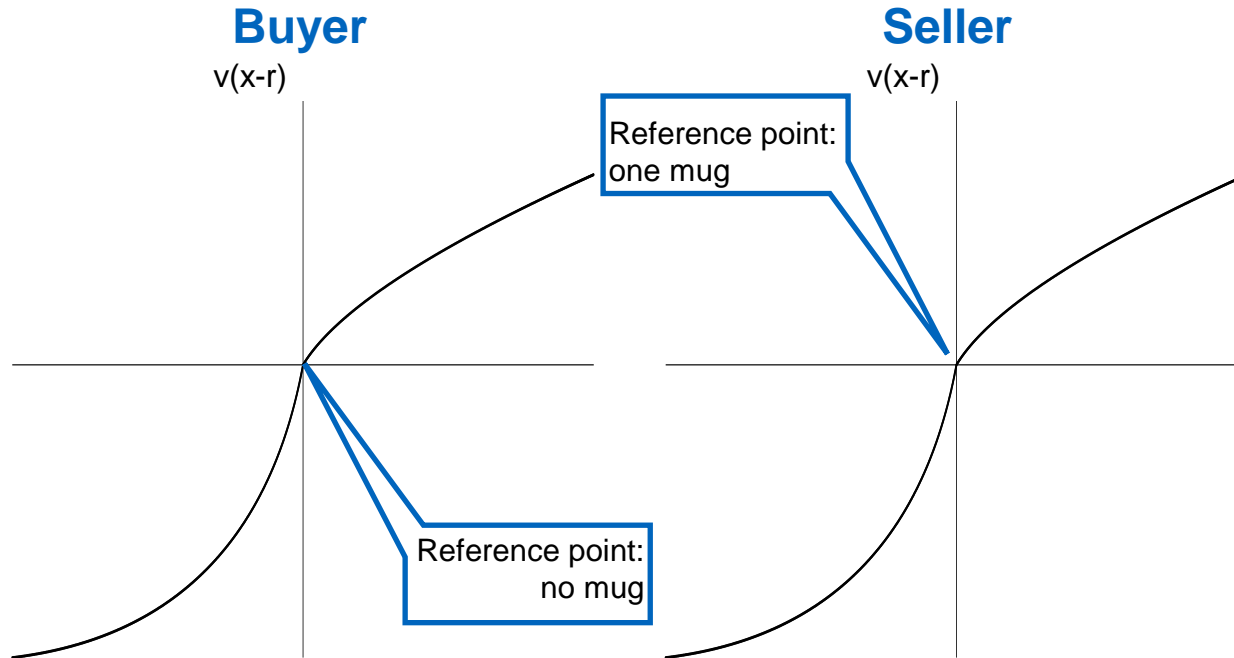 Buyer
v(x-r)
Seller
v(x-r)
Reference point:
one mug
Reference point:
no mug